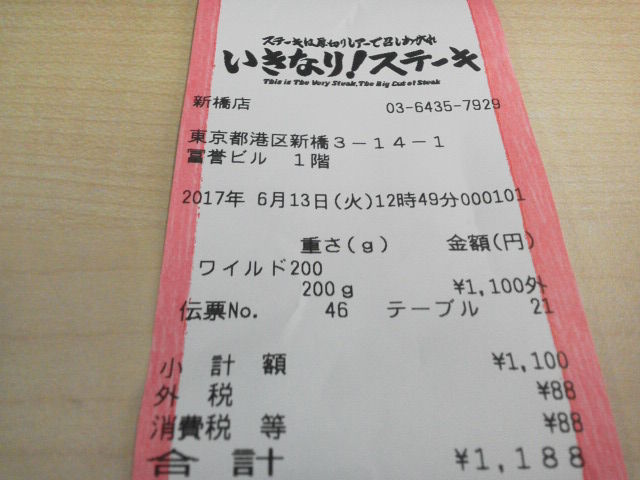 ステーキは厚切りレアーで召しあがれ
いきなり!ステーキ
This is The Very Steak,The Big Cut of Steak
新橋店 03-6435-7929
東京都港区新橋3-14-1
冨誉ビル 1階
2017年 6月13日(火)12時49分000101
重さ(g) 金額(円)
ワイルド200
200g ¥1,100外
伝票No. 46 テーブル 21
小計額 ¥1,100
外税 ¥88
消費税等 ¥88
合計 ¥1,188